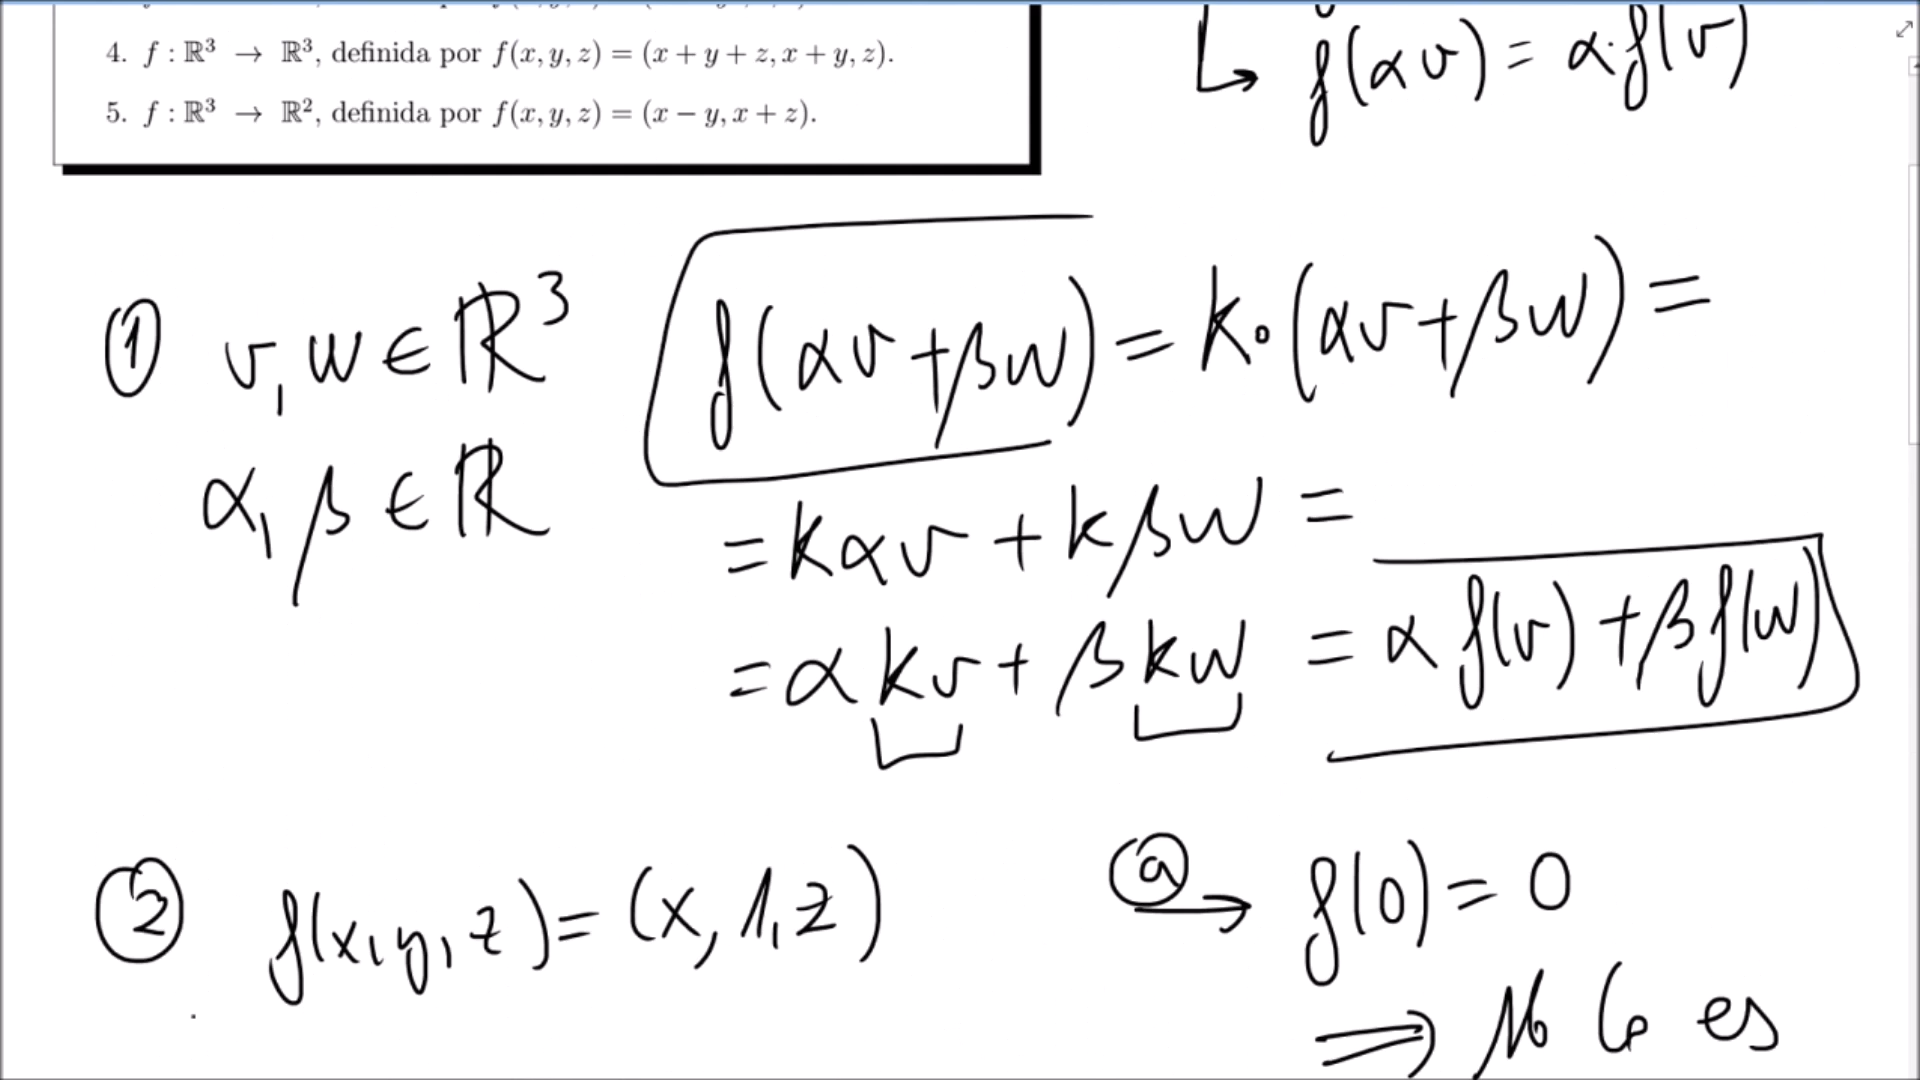 4. f : ℝ³ → ℝ³, definida por f(x, y, z) = (x + y + z, x + y, z).
5. f : ℝ³ → ℝ², definida por f(x, y, z) = (x − y, x + z).
f(αv) = α·f(v)
① v, w ∈ ℝ³
α, β ∈ ℝ
f(αv + βw) = k·(αv + βw) =
= kαv + kβw =
= αkv + βkw = αf(v) + βf(w)
② f(x, y, z) = (x, 1, z)
ⓐ → f(0) = 0
⟹ No lo es